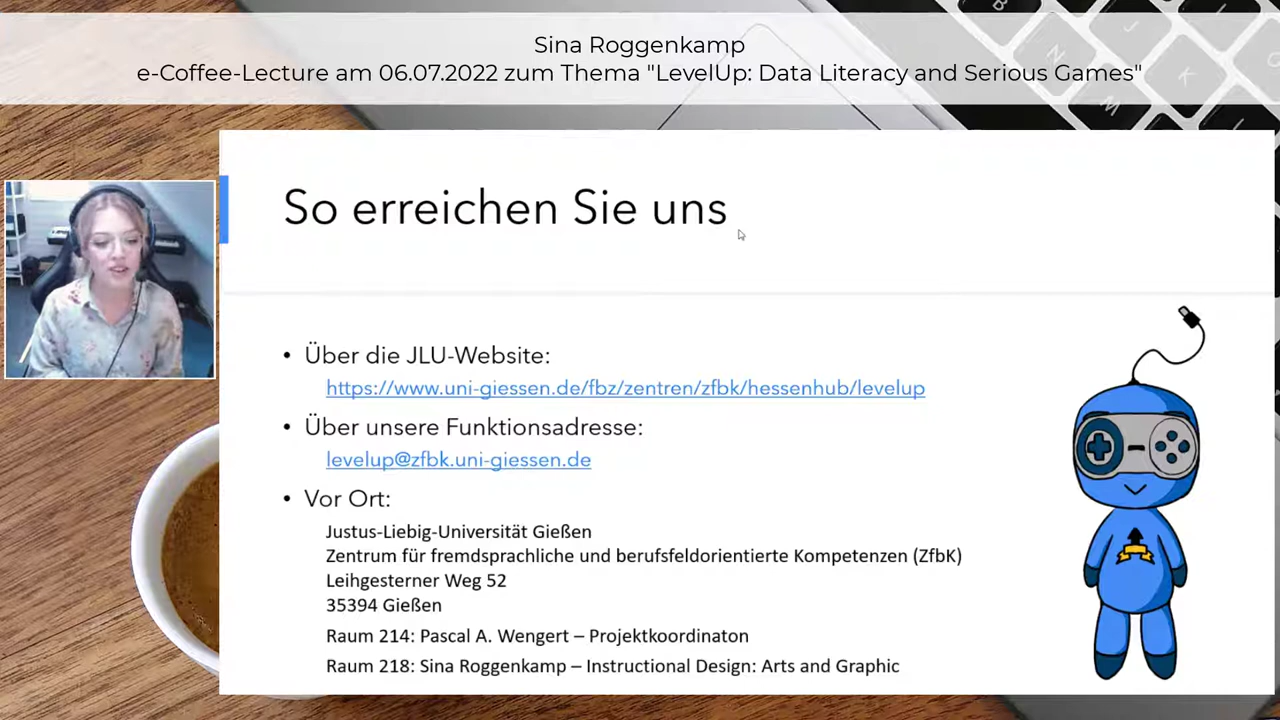 Sina Roggenkamp
e-Coffee-Lecture am 06.07.2022 zum Thema "LevelUp: Data Literacy and Serious Games"
So erreichen Sie uns
• Über die JLU-Website:
https://www.uni-giessen.de/fbz/zentren/zfbk/hessenhub/levelup
• Über unsere Funktionsadresse:
levelup@zfbk.uni-giessen.de
• Vor Ort:
Justus-Liebig-Universität Gießen
Zentrum für fremdsprachliche und berufsfeldorientierte Kompetenzen (ZfbK)
Leihgesterner Weg 52
35394 Gießen
Raum 214: Pascal A. Wengert – Projektkoordinaton
Raum 218: Sina Roggenkamp – Instructional Design: Arts and Graphic